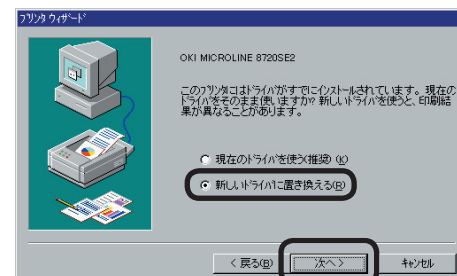 プリンタ ウィザード
OKI MICROLINE 8720SE2
このプリンタにはドライバがすでにインストールされています。現在の
ドライバをそのまま使いますか? 新しいドライバを使うと、印刷結
果が異なることがあります。
現在のドライバを使う(推奨) (K)
新しいドライバに置き換える(R)
< 戻る(B)
次へ >
キャンセル